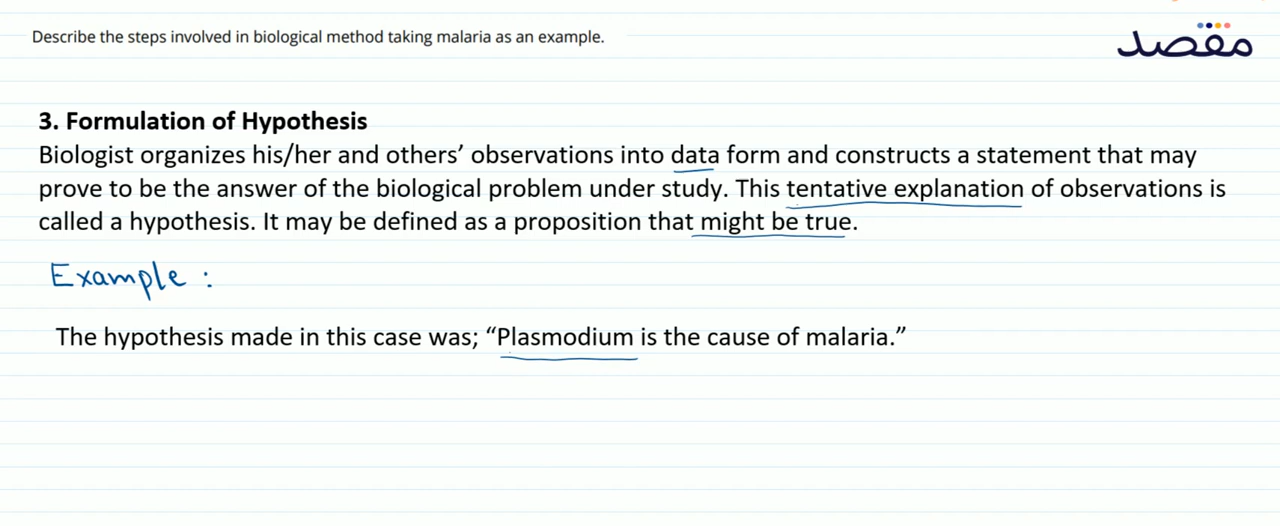 Describe the steps involved in biological method taking malaria as an example.
مقصد
3. Formulation of Hypothesis
Biologist organizes his/her and others’ observations into data form and constructs a statement that may
prove to be the answer of the biological problem under study. This tentative explanation of observations is
called a hypothesis. It may be defined as a proposition that might be true.
Example :
The hypothesis made in this case was; “Plasmodium is the cause of malaria.”